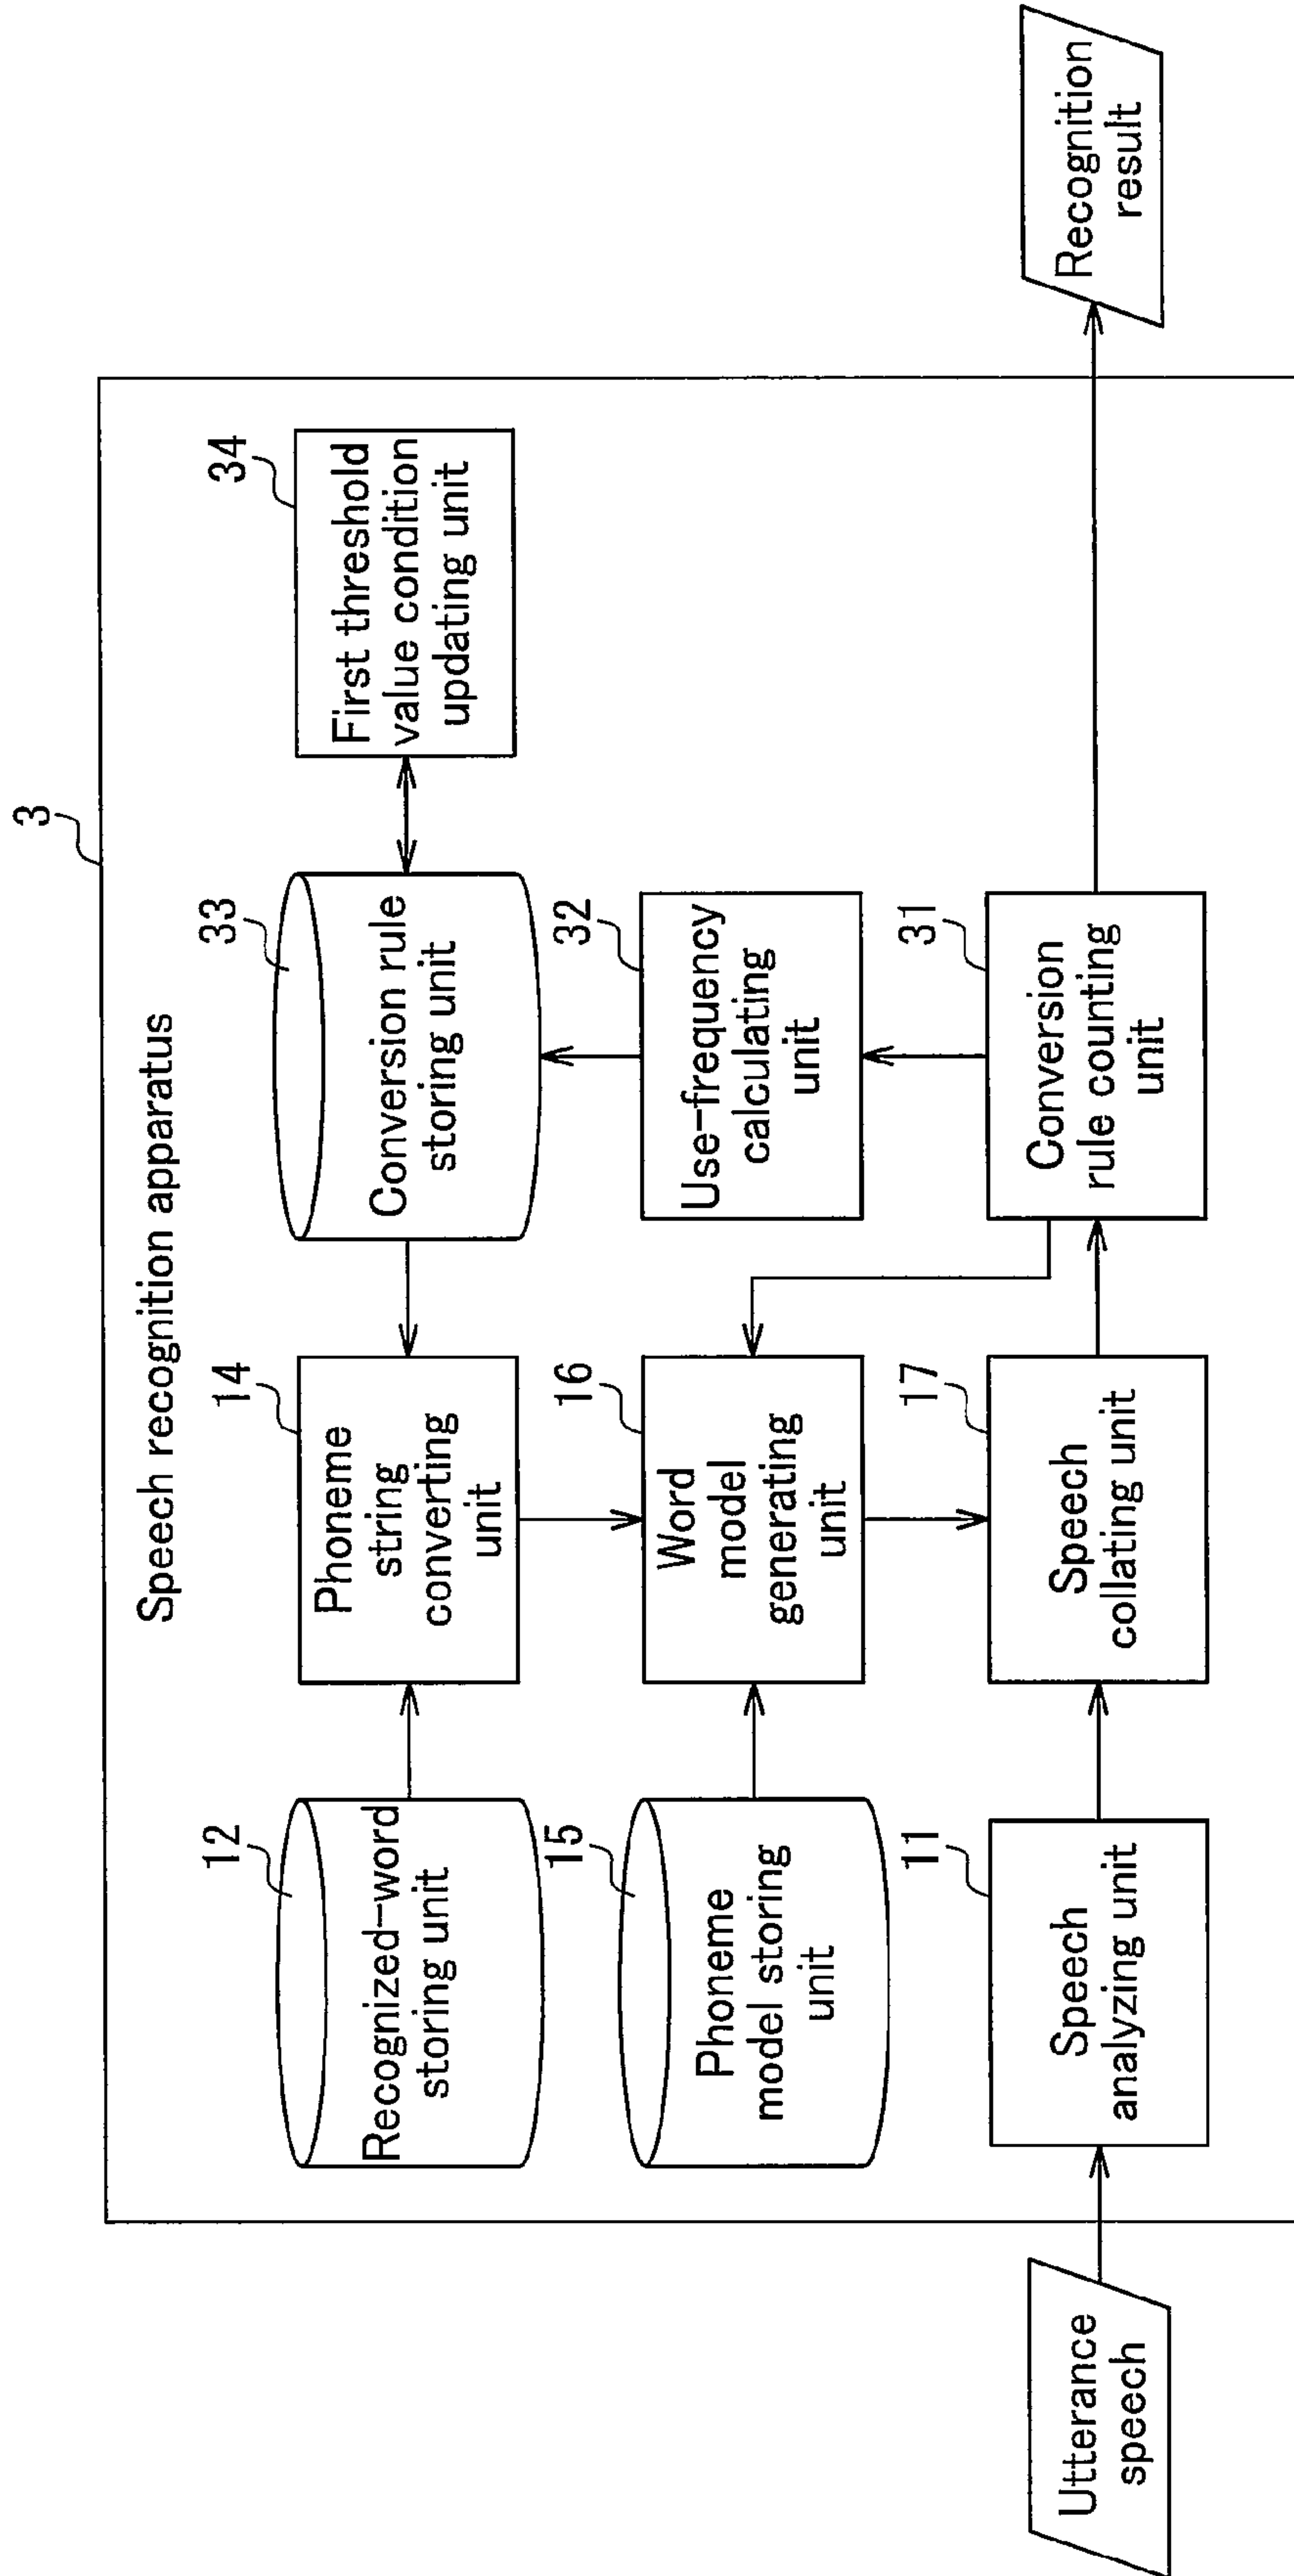 3
Speech recognition apparatus
12
Recognized-word
storing unit
14
Phoneme
string
converting
unit
33
Conversion rule
storing unit
34
First threshold
value condition
updating unit
15
Phoneme
model storing
unit
16
Word
model
generating
unit
32
Use-frequency
calculating
unit
Utterance
speech
11
Speech
analyzing unit
17
Speech
collating unit
31
Conversion
rule counting
unit
Recognition
result